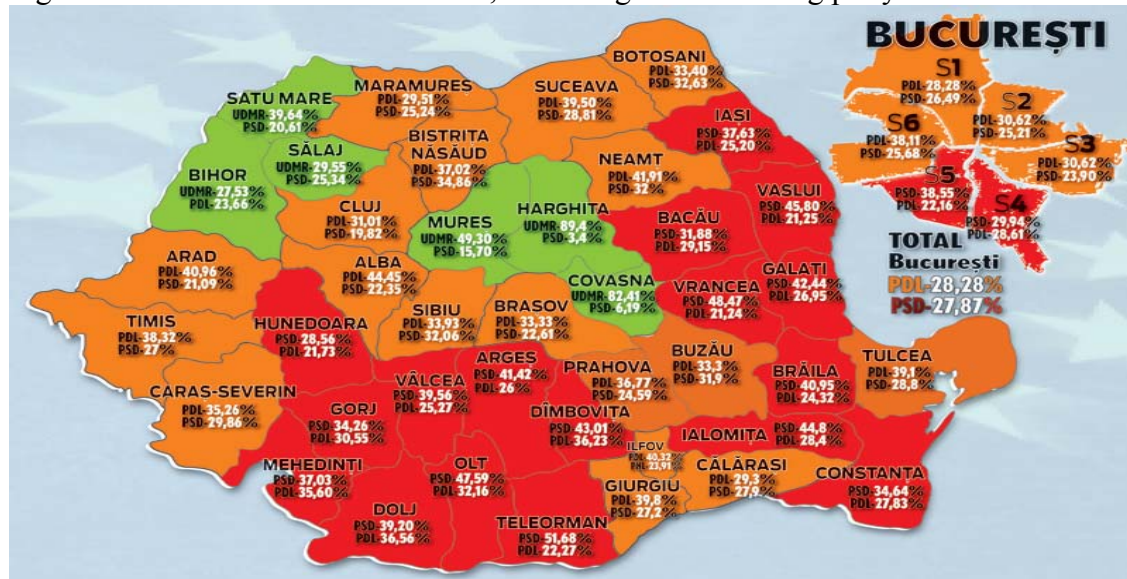 BUCUREȘTI
S1
PDL-28,28%
PSD-26,49%
S2
PDL-30,62%
PSD-25,21%
S6
PDL-38,11%
PSD-25,68%
S3
PDL-30,62%
PSD-23,90%
S5
PSD-38,55%
PDL-22,16%
S4
PSD-29,94%
PDL-28,61%
TOTAL
București
PDL-28,28%
PSD-27,87%
BOTOSANI
PDL-33,40%
PSD-32,63%
SUCEAVA
PDL-39,50%
PSD-28,81%
MARAMURES
PDL-29,51%
PSD-25,24%
SATU MARE
UDMR-39,64%
PSD-20,61%
IASI
PSD-37,63%
PDL-25,20%
BISTRITA
NĂSĂUD
PDL-37,02%
PSD-34,86%
SĂLAJ
UDMR-29,55%
PSD-25,34%
NEAMT
PDL-41,91%
PSD-32%
BIHOR
UDMR-27,53%
PDL-23,66%
VASLUI
PSD-45,80%
PDL-21,25%
CLUJ
PDL-31,01%
PSD-19,82%
MURES
UDMR-49,30%
PSD-15,70%
HARGHITA
UDMR-89,4%
PSD-3,4%
BACĂU
PSD-31,88%
PDL-29,15%
ARAD
PDL-40,96%
PSD-21,09%
ALBA
PDL-44,45%
PSD-22,35%
COVASNA
UDMR-82,41%
PSD-6,19%
VRANCEA
PSD-48,47%
PDL-21,24%
GALATI
PSD-42,44%
PDL-26,95%
TIMIS
PDL-38,32%
PSD-27%
HUNEDOARA
PSD-28,56%
PDL-21,73%
SIBIU
PDL-33,93%
PSD-32,06%
BRASOV
PDL-33,33%
PSD-22,61%
BUZĂU
PDL-33,3%
PSD-31,9%
TULCEA
PDL-39,1%
PSD-28,8%
ARGES
PSD-41,42%
PDL-26%
PRAHOVA
PDL-36,77%
PSD-24,59%
BRĂILA
PSD-40,95%
PDL-24,32%
CARAS-SEVERIN
PDL-35,26%
PSD-29,86%
VÂLCEA
PSD-39,56%
PDL-25,27%
GORJ
PSD-34,26%
PDL-30,55%
DÎMBOVITA
PSD-43,01%
PDL-36,23%
IALOMIȚA
PSD-44,8%
PDL-28,4%
ILFOV
PDL-40,32%
PNL-23,91%
MEHEDINTI
PSD-37,03%
PDL-35,60%
OLT
PSD-47,59%
PDL-32,16%
CĂLĂRASI
PDL-29,3%
PSD-27,9%
CONSTANȚA
PSD-34,64%
PDL-27,83%
GIURGIU
PDL-39,8%
PSD-27,2%
DOLJ
PSD-39,20%
PDL-36,56%
TELEORMAN
PSD-51,68%
PDL-22,27%